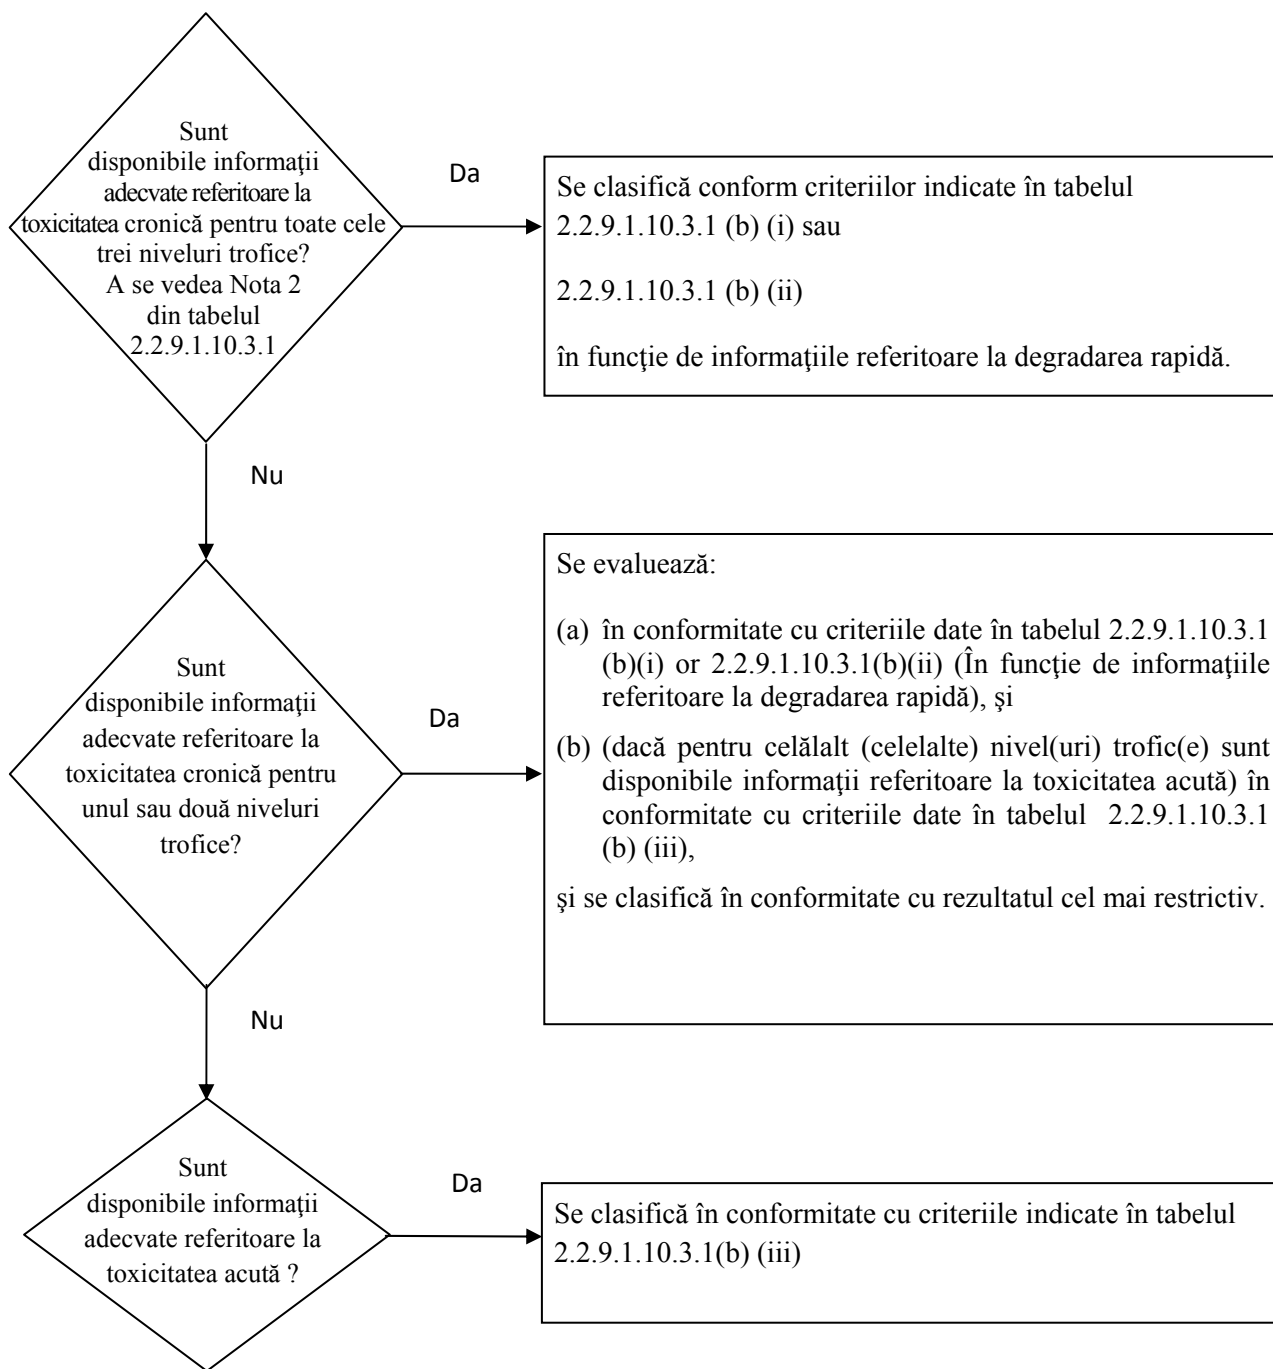 Sunt
disponibile informaţii
adecvate referitoare la
toxicitatea cronică pentru toate cele
trei niveluri trofice?
A se vedea Nota 2
din tabelul
2.2.9.1.10.3.1
Da
Se clasifică conform criteriilor indicate în tabelul
2.2.9.1.10.3.1 (b) (i) sau
2.2.9.1.10.3.1 (b) (ii)
în funcţie de informaţiile referitoare la degradarea rapidă.
Nu
Sunt
disponibile informaţii
adecvate referitoare la
toxicitatea cronică pentru
unul sau două niveluri
trofice?
Da
Se evaluează:
(a) în conformitate cu criteriile date în tabelul 2.2.9.1.10.3.1
(b)(i) or 2.2.9.1.10.3.1(b)(ii) (În funcţie de informaţiile
referitoare la degradarea rapidă), şi
(b) (dacă pentru celălalt (celelalte) nivel(uri) trofic(e) sunt
disponibile informaţii referitoare la toxicitatea acută) în
conformitate cu criteriile date în tabelul 2.2.9.1.10.3.1
(b) (iii),
şi se clasifică în conformitate cu rezultatul cel mai restrictiv.
Nu
Sunt
disponibile informaţii
adecvate referitoare la
toxicitatea acută ?
Da
Se clasifică în conformitate cu criteriile indicate în tabelul
2.2.9.1.10.3.1(b) (iii)